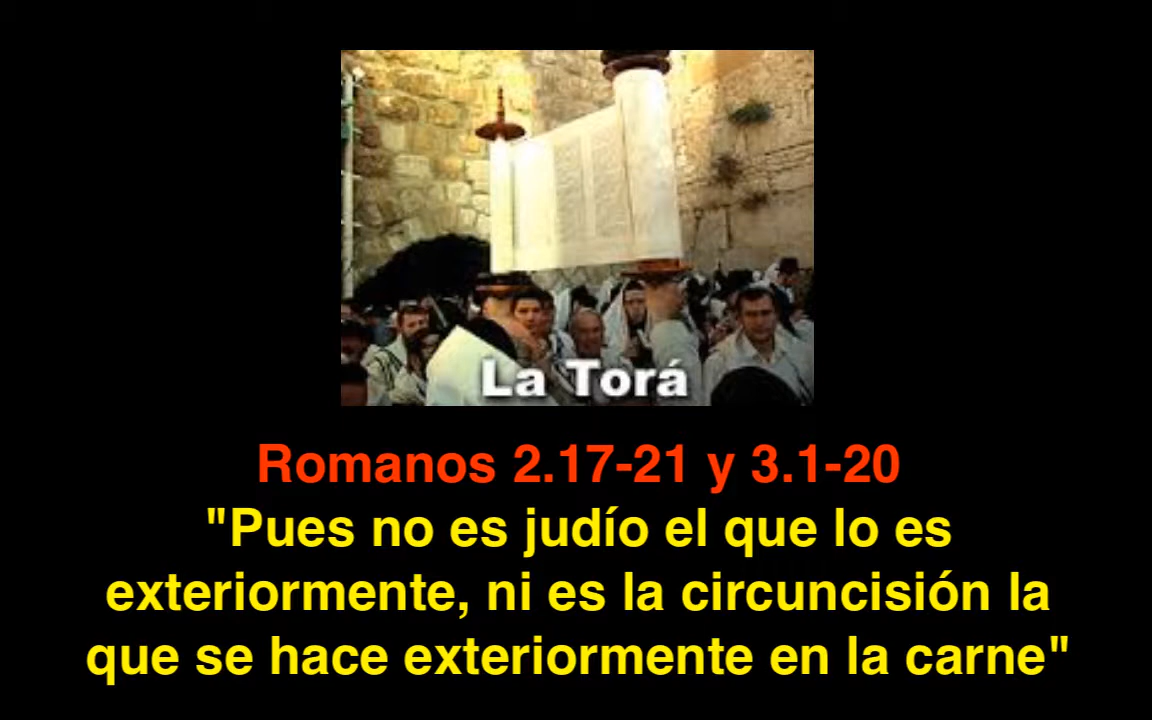 La Torá
Romanos 2.17-21 y 3.1-20
"Pues no es judío el que lo es
exteriormente, ni es la circuncisión la
que se hace exteriormente en la carne"